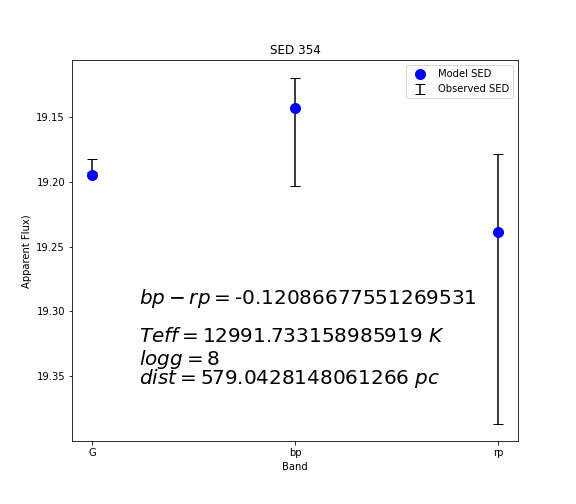 SED 354
Model SED
Observed SED
19.15
19.20
19.25
19.30
19.35
Apparent Flux)
bp − rp = -0.12086677551269531
Teff = 12991.733158985919 K
logg = 8
dist = 579.0428148061266 pc
G bp rp
Band